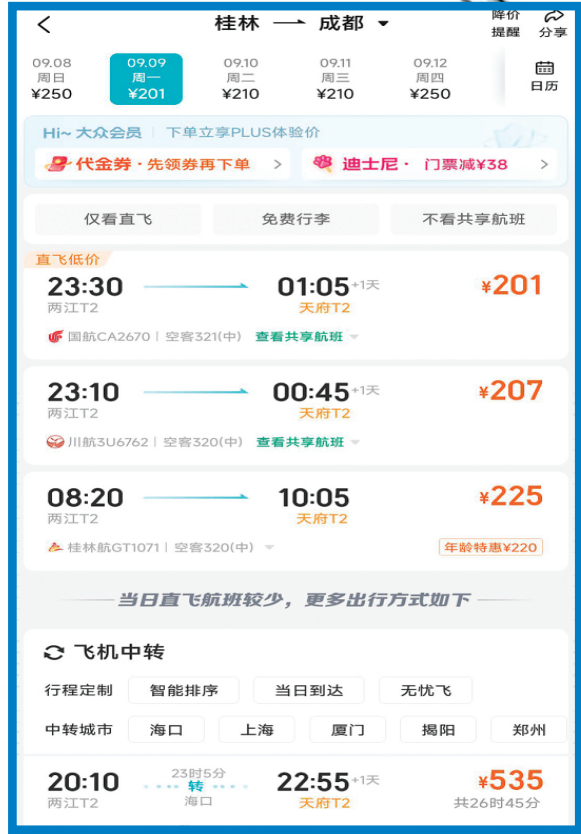 桂林 → 成都
降价提醒
分享
09.08 09.09 09.10 09.11 09.12
周日 周一 周二 周三 周四
¥250 ¥201 ¥210 ¥210 ¥250
日历
Hi~ 大众会员 | 下单立享PLUS体验价
代金券·先领券再下单 > 迪士尼· 门票减¥38 >
仅看直飞 免费行李 不看共享航班
直飞低价
23:30 01:05+1天 ¥201
两江T2 天府T2
国航CA2670 | 空客321(中) 查看共享航班
23:10 00:45+1天 ¥207
两江T2 天府T2
川航3U6762 | 空客320(中) 查看共享航班
08:20 10:05 ¥225
两江T2 天府T2
桂林航GT1071 | 空客320(中) 年龄特惠¥220
当日直飞航班较少，更多出行方式如下
飞机中转
行程定制 智能排序 当日到达 无忧飞
中转城市 海口 上海 厦门 揭阳 郑州
23时5分
20:10 转 22:55+1天 ¥535
两江T2 海口 天府T2 共26时45分